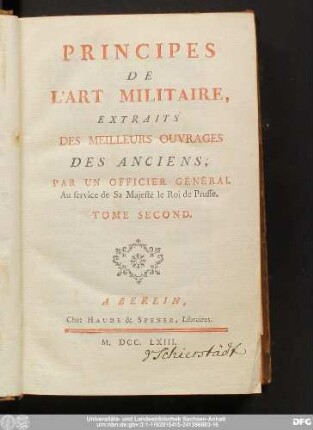 PRINCIPES
DE
L'ART MILITAIRE,
EXTRAITS
DES MEILLEURS OUVRAGES
DES ANCIENS;
PAR UN OFFICIER GÉNÉRAL
Au service de Sa Majesté le Roi de Prusse.
TOME SECOND.
A BERLIN,
Chez HAUDE & SPENER, Libraires.
M. DCC. LXIII.
v Schierstädt
Universitäts- und Landesbibliothek Sachsen-Anhalt
DFG